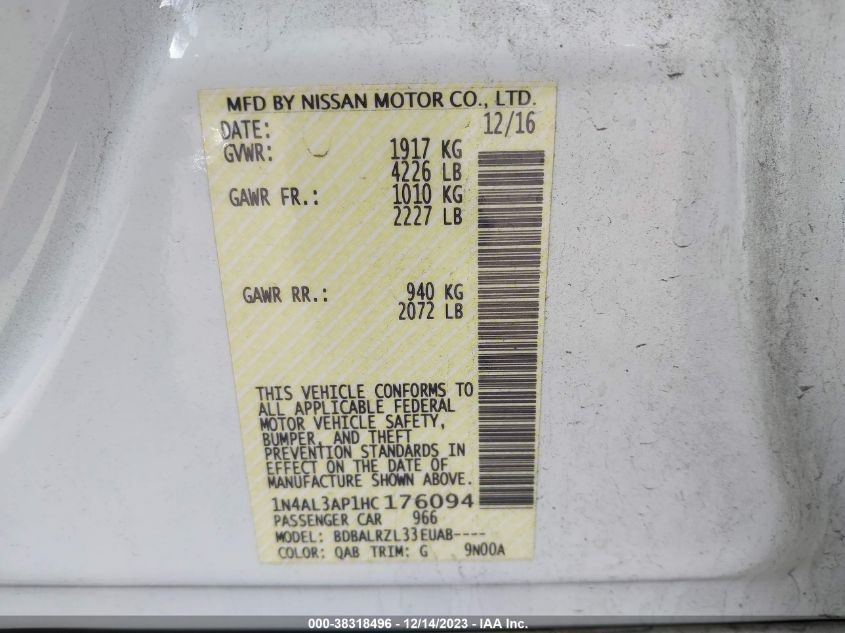 MFD BY NISSAN MOTOR CO., LTD.
DATE: 12/16
GVWR: 1917 KG
4226 LB
GAWR FR.: 1010 KG
2227 LB
GAWR RR.: 940 KG
2072 LB
THIS VEHICLE CONFORMS TO
ALL APPLICABLE FEDERAL
MOTOR VEHICLE SAFETY,
BUMPER, AND THEFT
PREVENTION STANDARDS IN
EFFECT ON THE DATE OF
MANUFACTURE SHOWN ABOVE.
1N4AL3AP1HC176094
PASSENGER CAR 966
MODEL: BDBALRZL33EUAB----
COLOR: QAB TRIM: G 9N00A
000-38318496 - 12/14/2023 - IAA Inc.